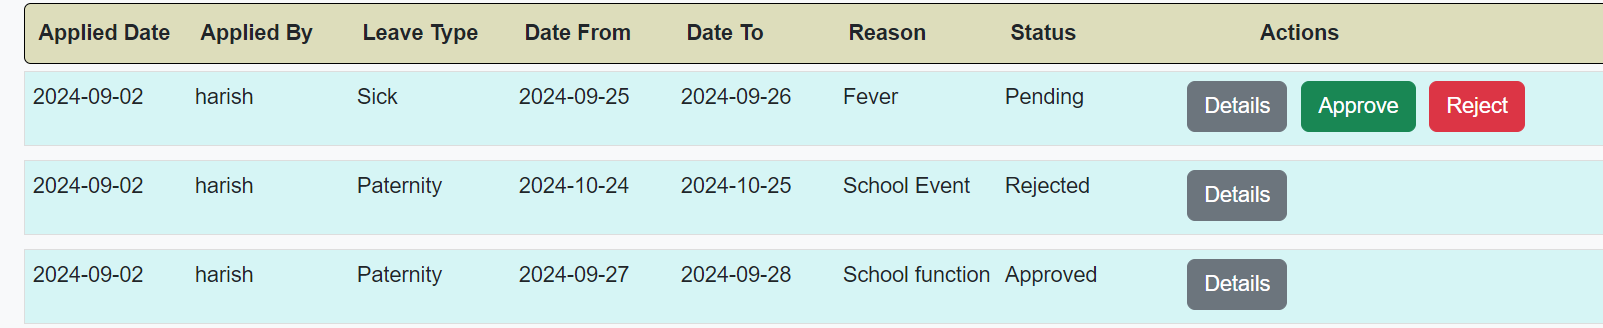 Applied Date Applied By Leave Type Date From Date To Reason Status Actions
2024-09-02 harish Sick 2024-09-25 2024-09-26 Fever Pending Details Approve Reject
2024-09-02 harish Paternity 2024-10-24 2024-10-25 School Event Rejected Details
2024-09-02 harish Paternity 2024-09-27 2024-09-28 School function Approved Details